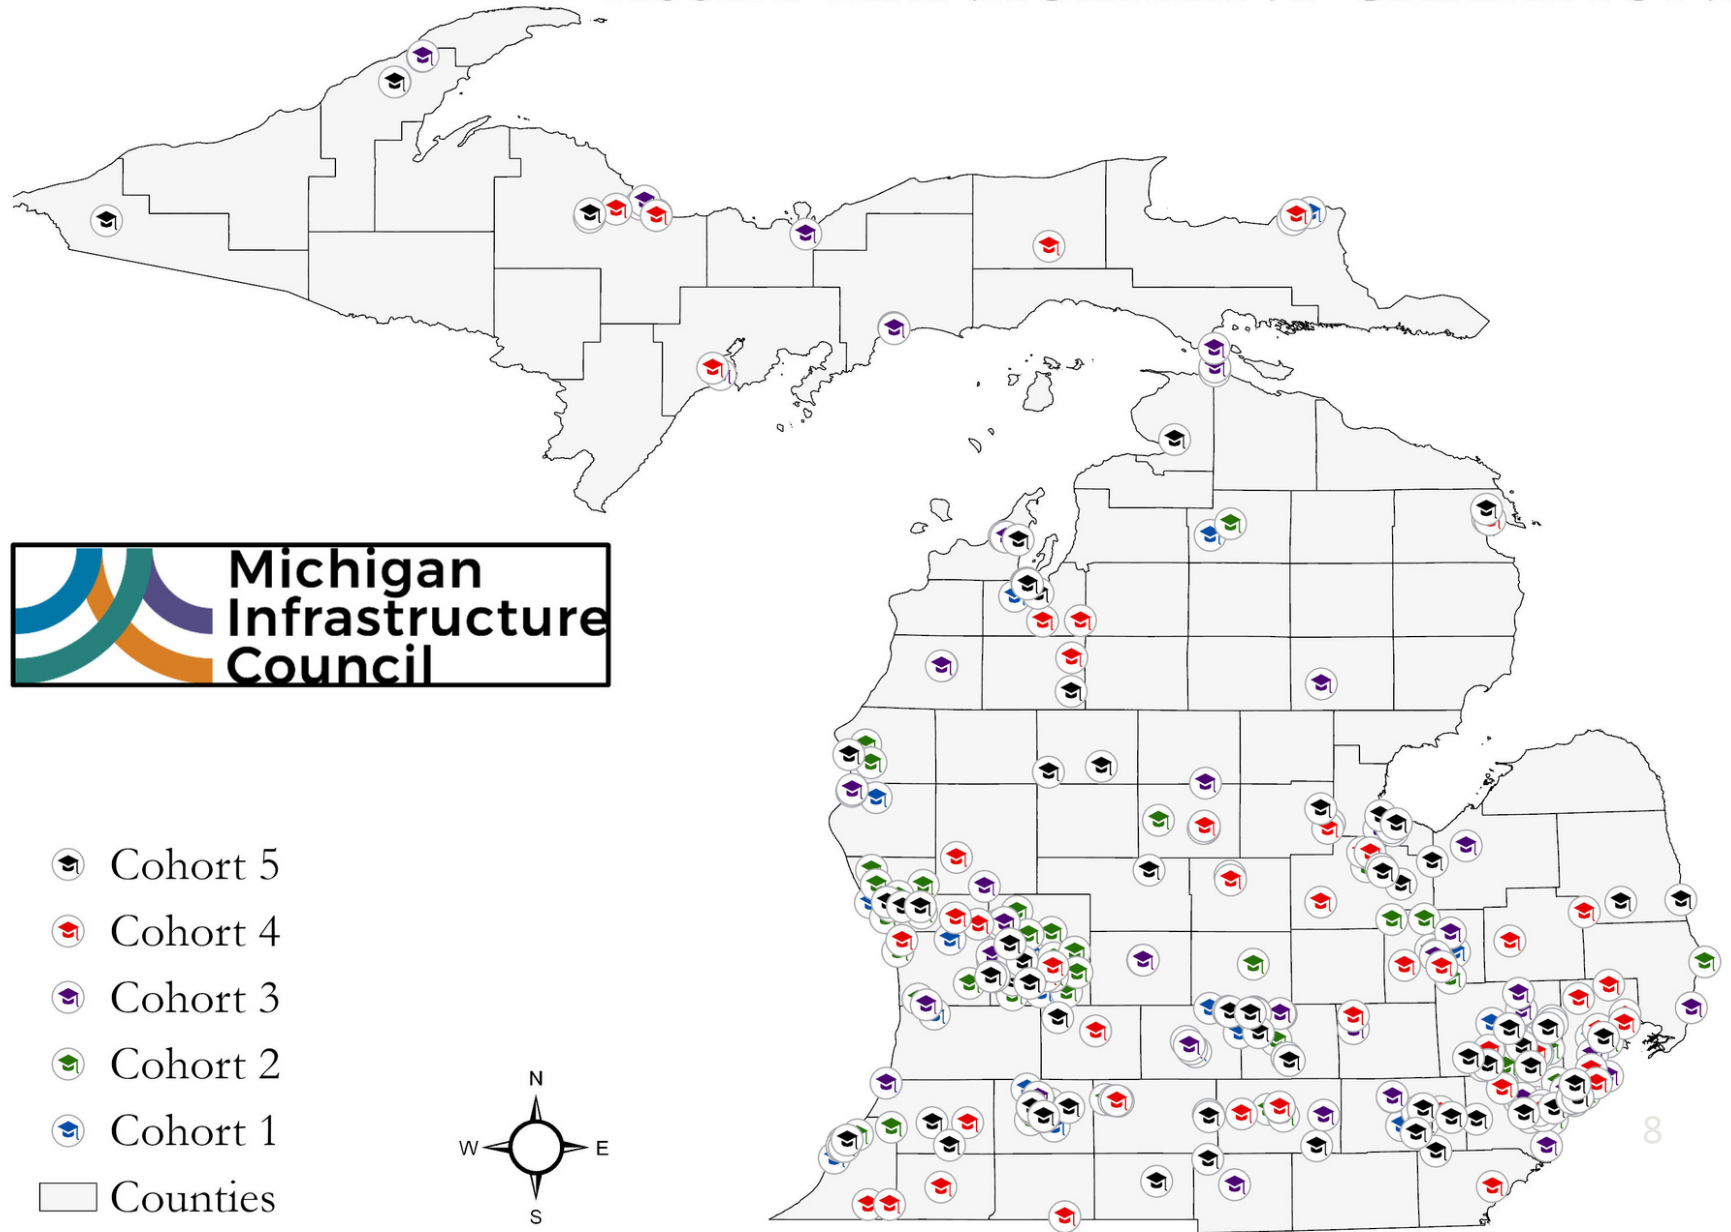 Michigan
Infrastructure
Council
Cohort 5
Cohort 4
Cohort 3
Cohort 2
Cohort 1
Counties
N
W
E
S
8